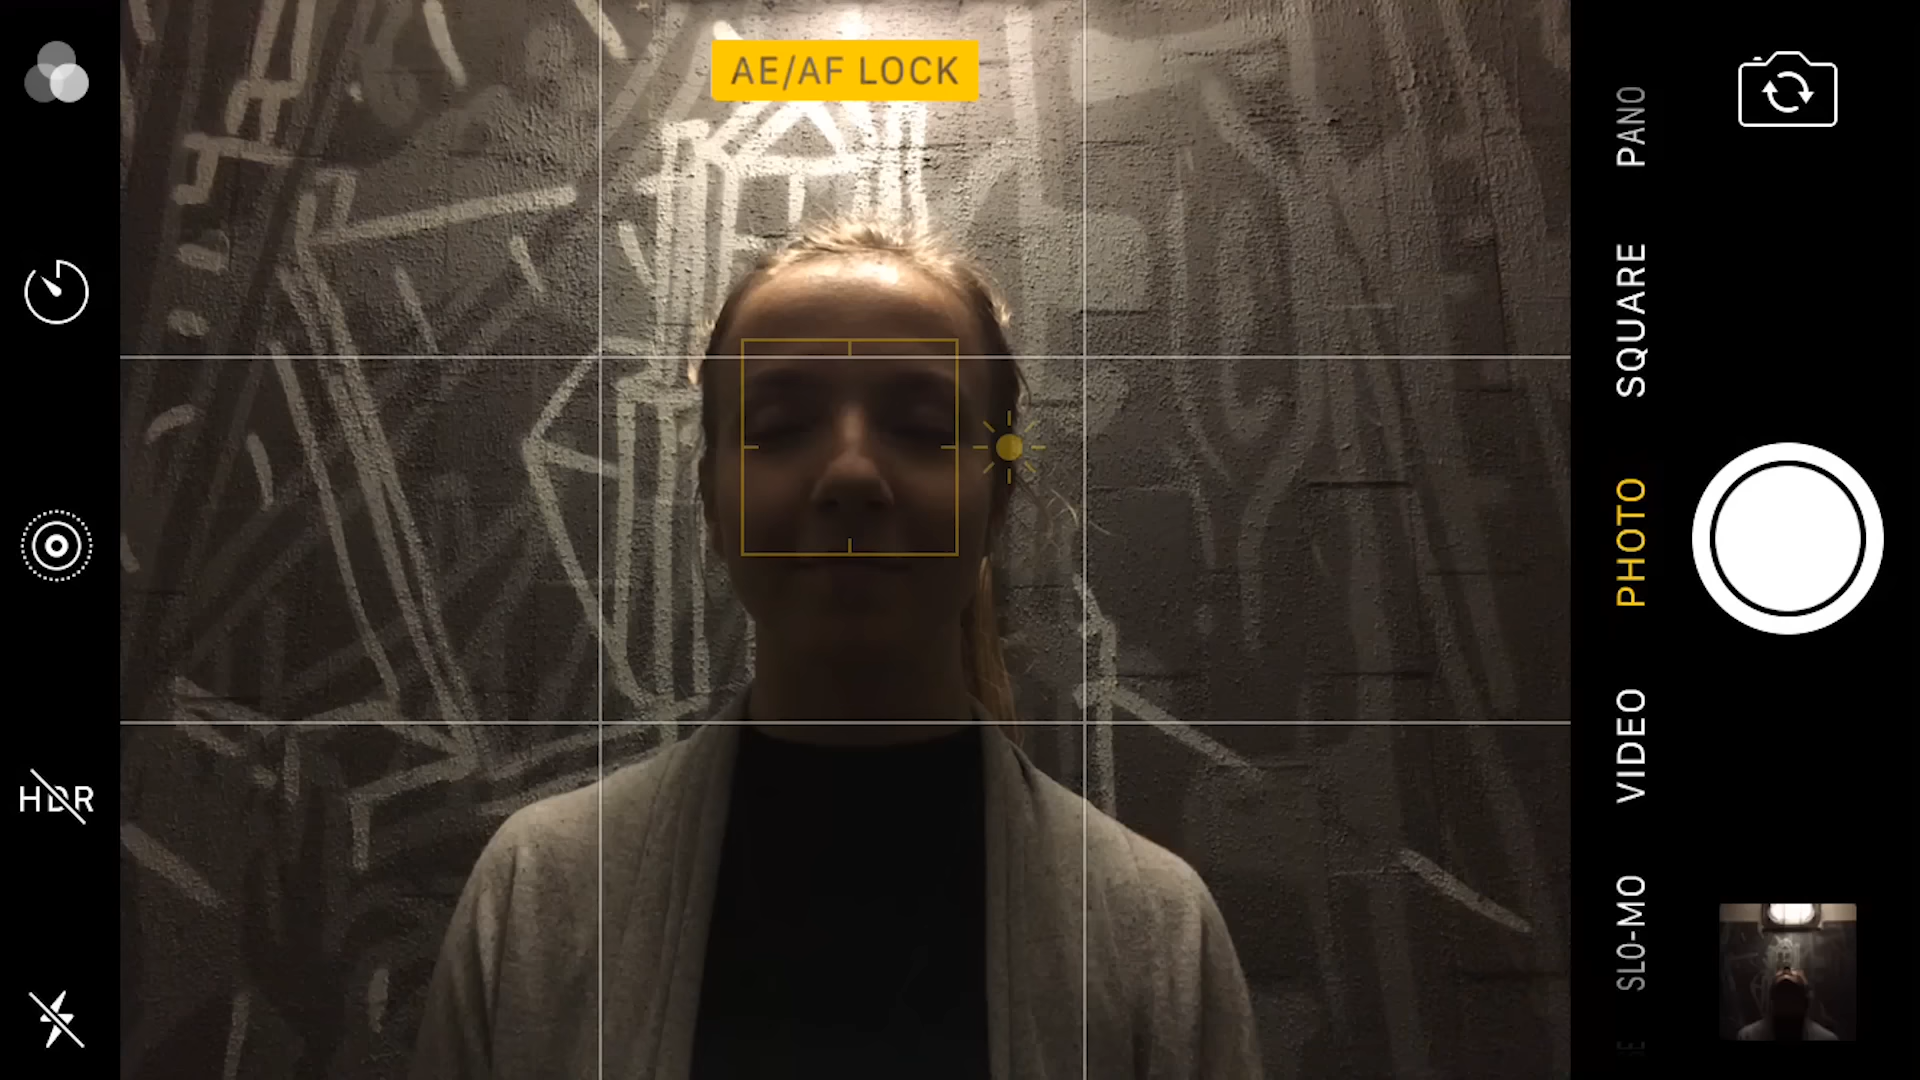 AE/AF LOCK
HDR
PANO
SQUARE
PHOTO
VIDEO
SLO-MO